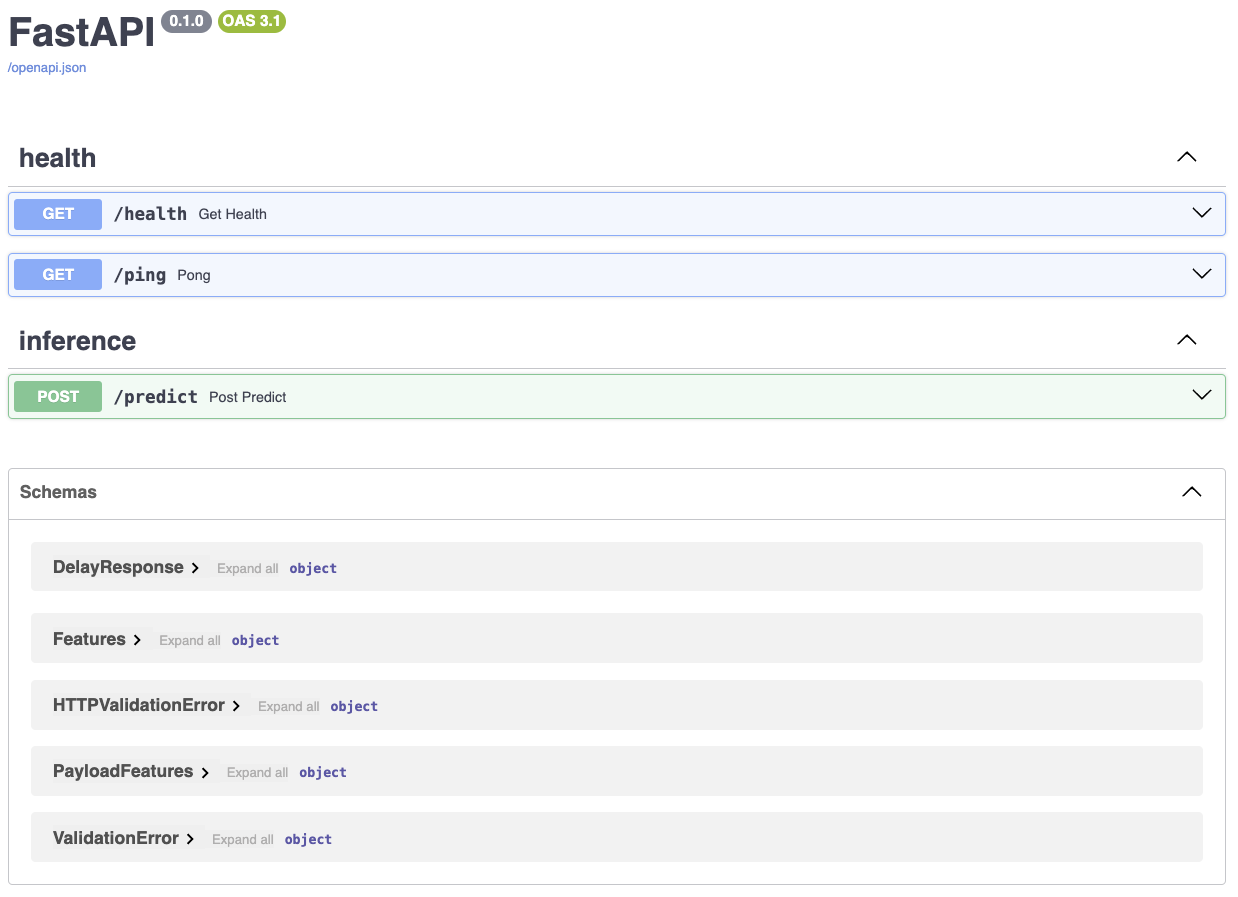 FastAPI 0.1.0 OAS 3.1
/openapi.json
health
GET /health Get Health
GET /ping Pong
inference
POST /predict Post Predict
Schemas
DelayResponse Expand all object
Features Expand all object
HTTPValidationError Expand all object
PayloadFeatures Expand all object
ValidationError Expand all object